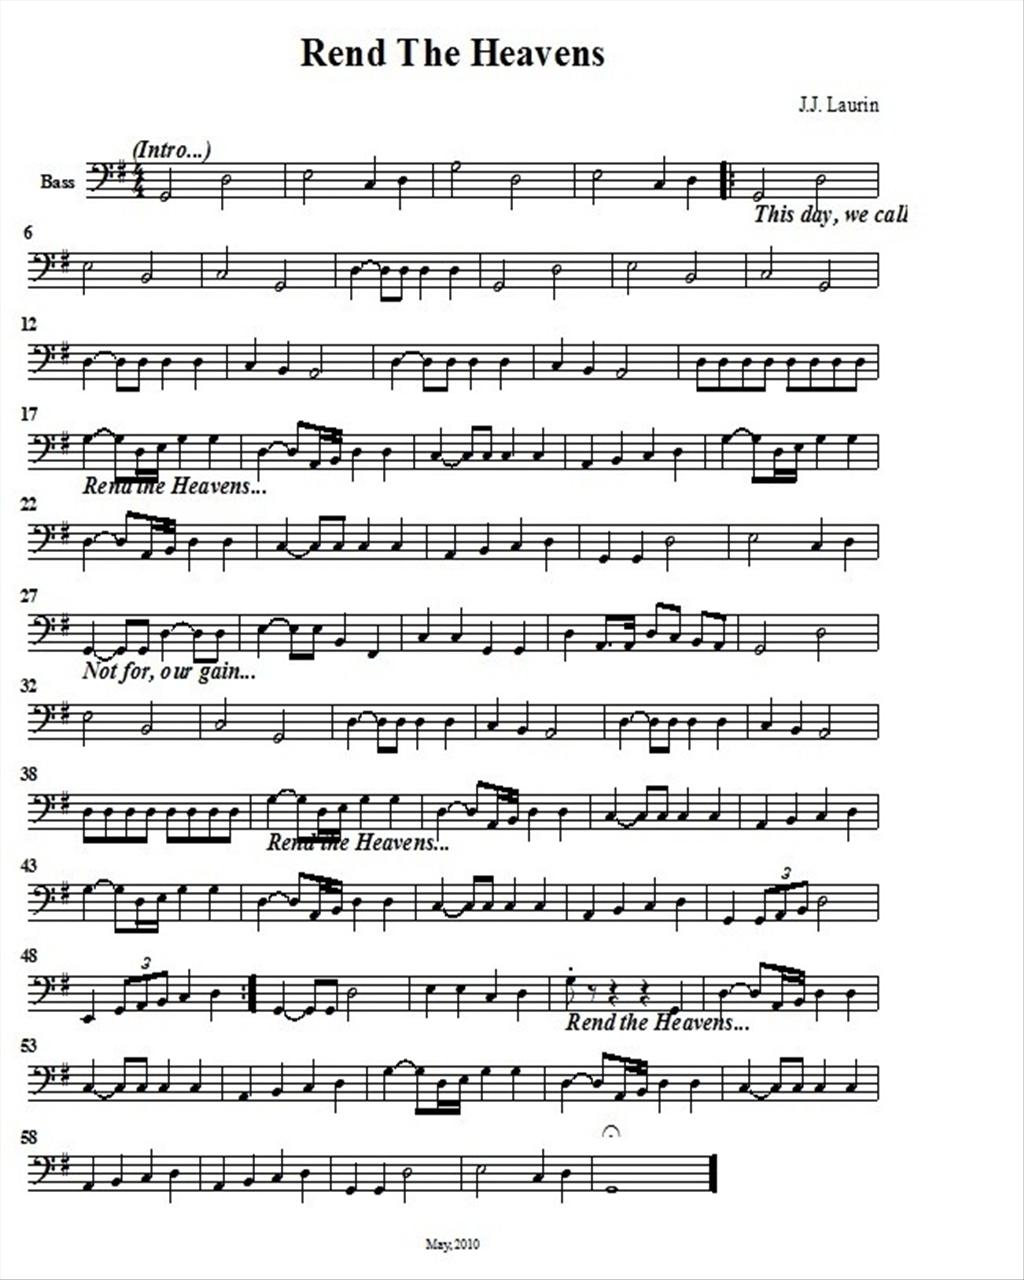 Rend The Heavens
J.J. Laurin
(Intro...)
Bass
4
4
This day, we call
6
12
17
Rend the Heavens...
22
27
Not for, our gain...
32
38
Rend the Heavens...
43
3
48
3
Rend the Heavens...
53
58
May, 2010